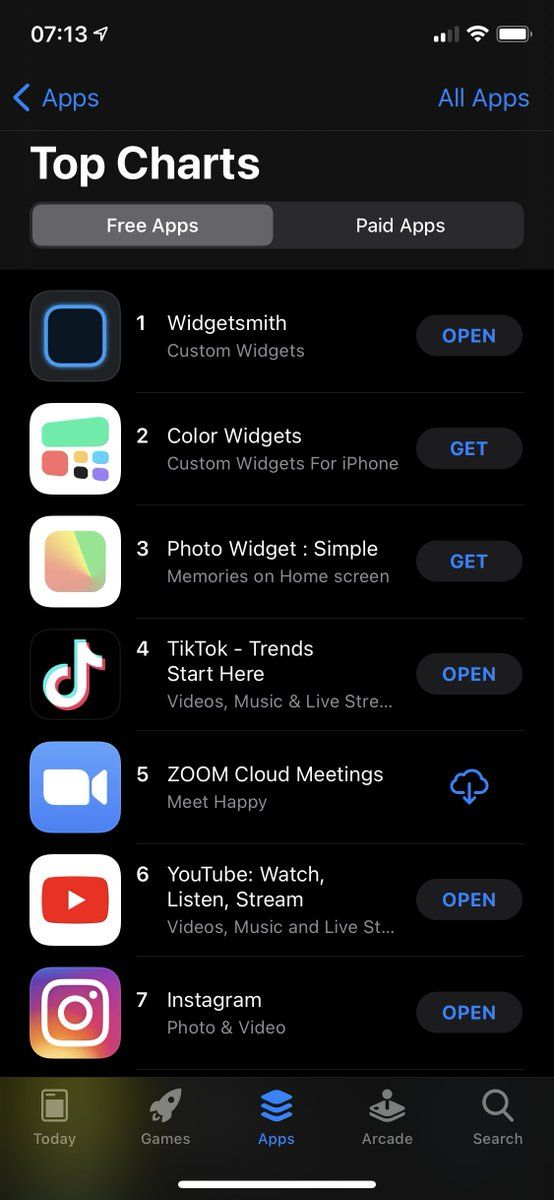 07:13
Apps
All Apps
Top Charts
Free Apps
Paid Apps
1
Widgetsmith
Custom Widgets
OPEN
2
Color Widgets
Custom Widgets For iPhone
GET
3
Photo Widget : Simple
Memories on Home screen
GET
4
TikTok - Trends
Start Here
Videos, Music & Live Stre...
OPEN
5
ZOOM Cloud Meetings
Meet Happy
6
YouTube: Watch,
Listen, Stream
Videos, Music and Live St...
OPEN
7
Instagram
Photo & Video
OPEN
Today
Games
Apps
Arcade
Search